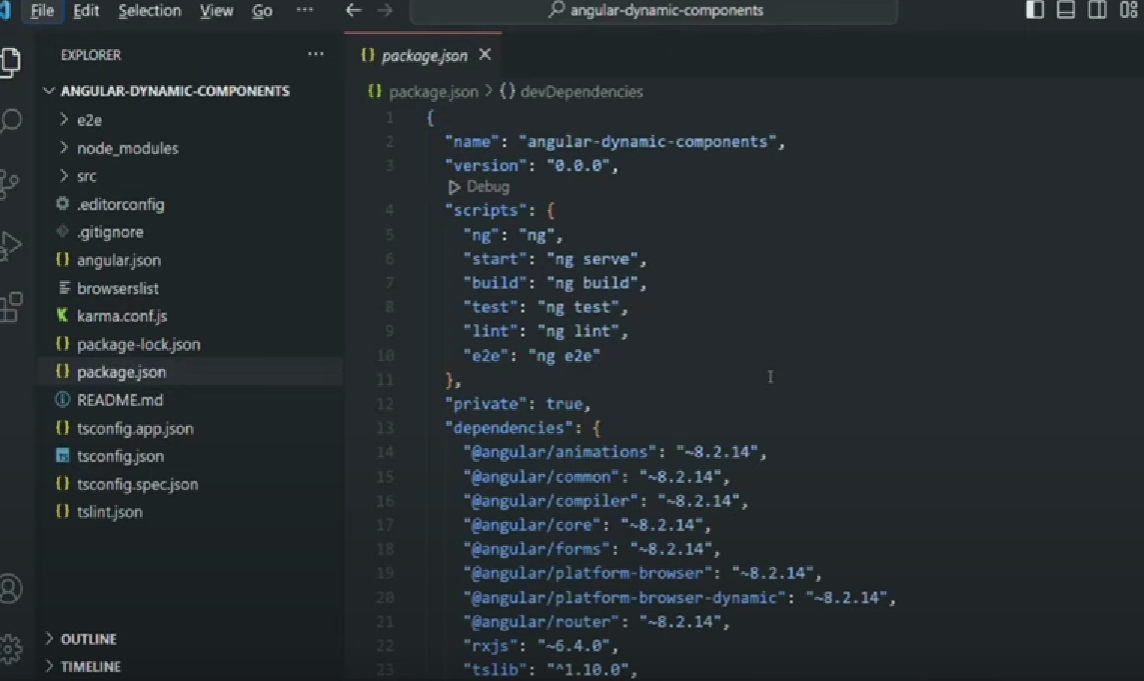 File Edit Selection View Go ··· angular-dynamic-components
EXPLORER ···
ANGULAR-DYNAMIC-COMPONENTS
e2e
node_modules
src
.editorconfig
.gitignore
angular.json
browserslist
karma.conf.js
package-lock.json
package.json
README.md
tsconfig.app.json
tsconfig.json
tsconfig.spec.json
tslint.json
OUTLINE
TIMELINE
{} package.json ×
{} package.json > {} devDependencies
1 {
2 "name": "angular-dynamic-components",
3 "version": "0.0.0",
Debug
4 "scripts": {
5 "ng": "ng",
6 "start": "ng serve",
7 "build": "ng build",
8 "test": "ng test",
9 "lint": "ng lint",
10 "e2e": "ng e2e"
11 },
12 "private": true,
13 "dependencies": {
14 "@angular/animations": "~8.2.14",
15 "@angular/common": "~8.2.14",
16 "@angular/compiler": "~8.2.14",
17 "@angular/core": "~8.2.14",
18 "@angular/forms": "~8.2.14",
19 "@angular/platform-browser": "~8.2.14",
20 "@angular/platform-browser-dynamic": "~8.2.14",
21 "@angular/router": "~8.2.14",
22 "rxjs": "~6.4.0",
23 "tslib": "^1.10.0",